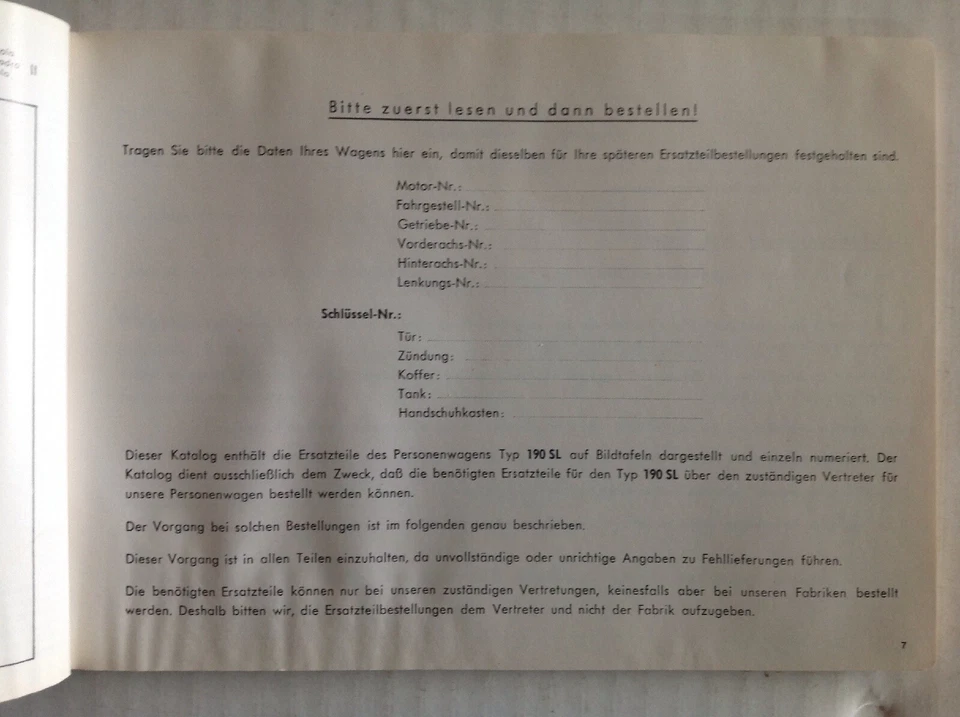 Bitte zuerst lesen und dann bestellen!
Tragen Sie bitte die Daten Ihres Wagens hier ein, damit dieselben für Ihre späteren Ersatzteilbestellungen festgehalten sind.
Motor-Nr.:
Fahrgestell-Nr.:
Getriebe-Nr.:
Vorderachs-Nr.:
Hinterachs-Nr.:
Lenkungs-Nr.:
Schlüssel-Nr.:
Tür:
Zündung:
Koffer:
Tank:
Handschuhkasten:
Dieser Katalog enthält die Ersatzteile des Personenwagens Typ 190 SL auf Bildtafeln dargestellt und einzeln numeriert. Der
Katalog dient ausschließlich dem Zweck, daß die benötigten Ersatzteile für den Typ 190 SL über den zuständigen Vertreter für
unsere Personenwagen bestellt werden können.
Der Vorgang bei solchen Bestellungen ist im folgenden genau beschrieben.
Dieser Vorgang ist in allen Teilen einzuhalten, da unvollständige oder unrichtige Angaben zu Fehllieferungen führen.
Die benötigten Ersatzteile können nur bei unseren zuständigen Vertretungen, keinesfalls aber bei unseren Fabriken bestellt
werden. Deshalb bitten wir, die Ersatzteilbestellungen dem Vertreter und nicht der Fabrik aufzugeben.
7